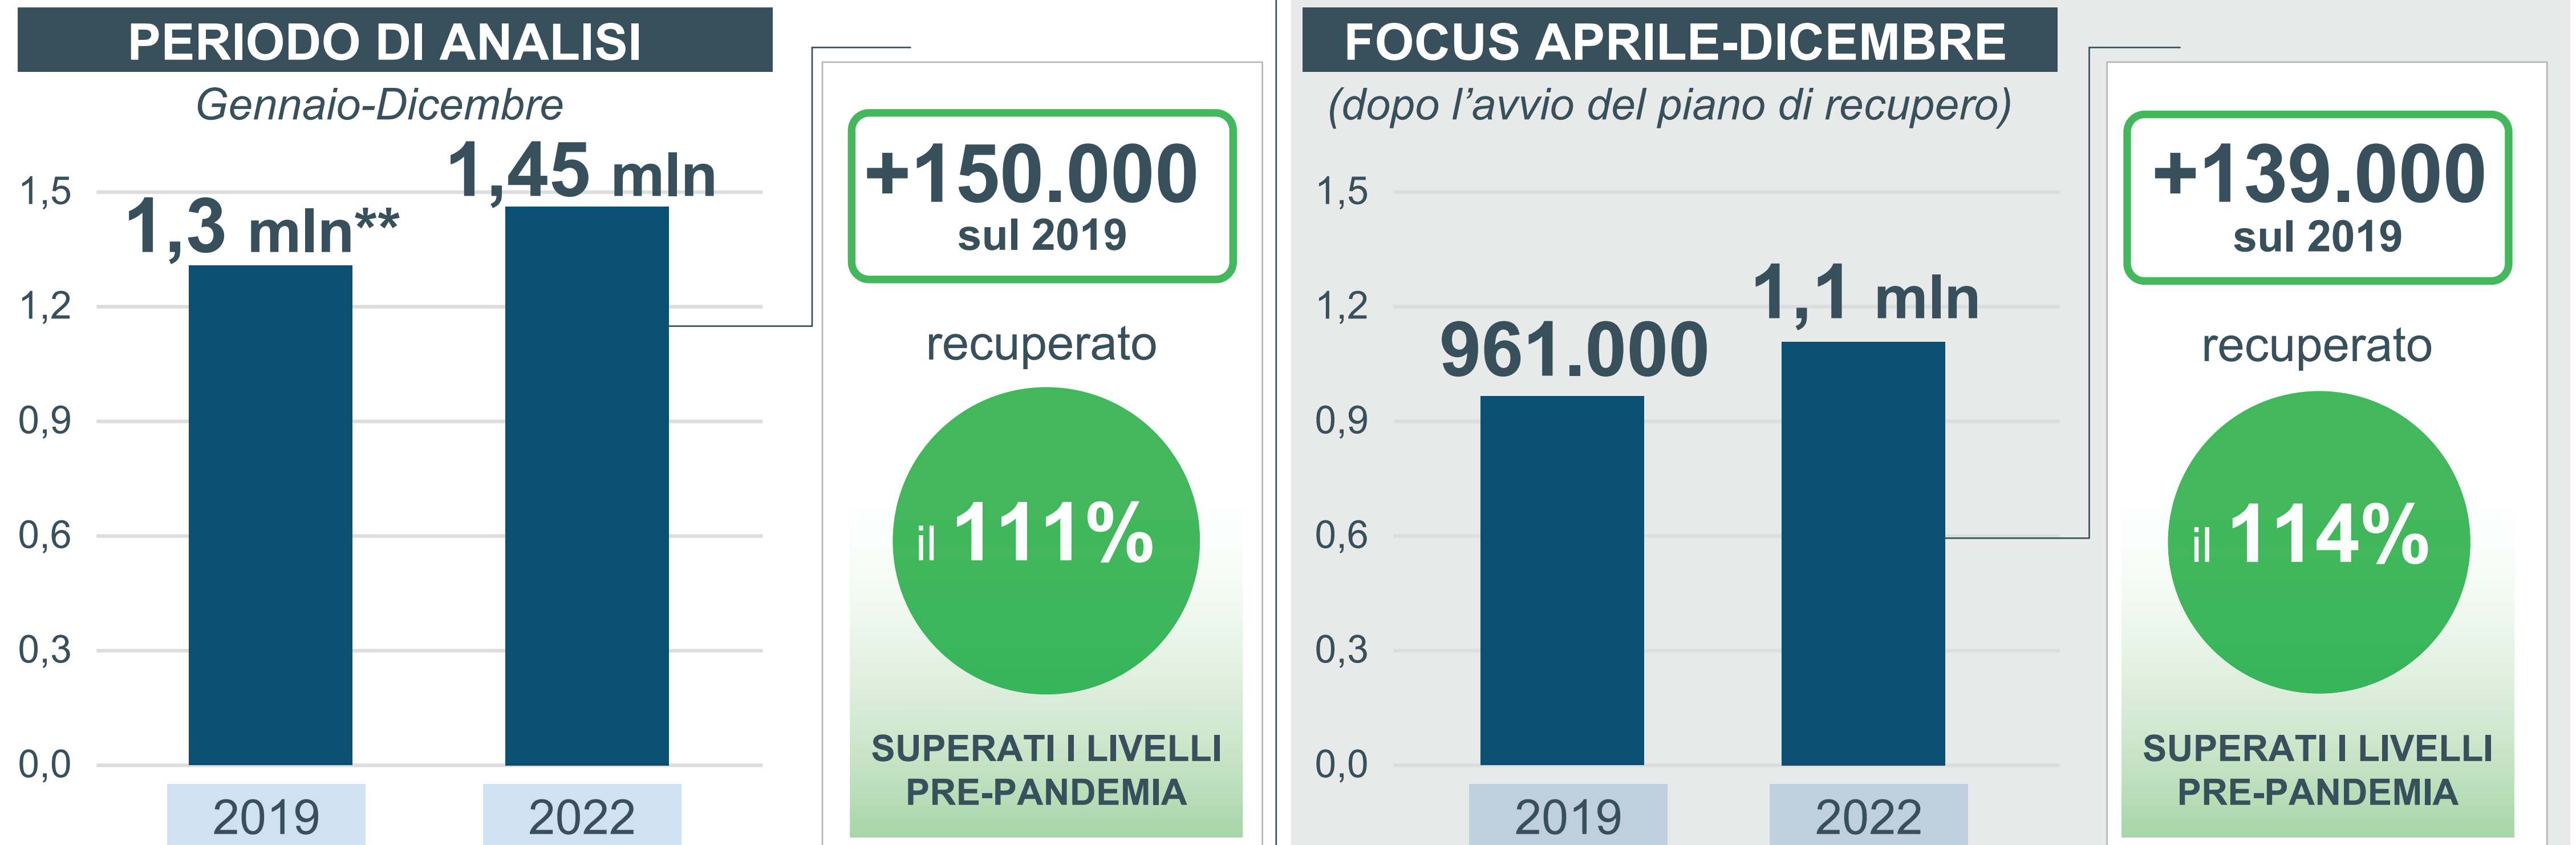 PERIODO DI ANALISI
Gennaio-Dicembre
1,5
1,2
0,9
0,6
0,3
0,0
1,3 mln**
1,45 mln
2019
2022
+150.000
sul 2019
recuperato
il 111%
SUPERATI I LIVELLI
PRE-PANDEMIA
FOCUS APRILE-DICEMBRE
(dopo l’avvio del piano di recupero)
1,5
1,2
0,9
0,6
0,3
0,0
961.000
1,1 mln
2019
2022
+139.000
sul 2019
recuperato
il 114%
SUPERATI I LIVELLI
PRE-PANDEMIA